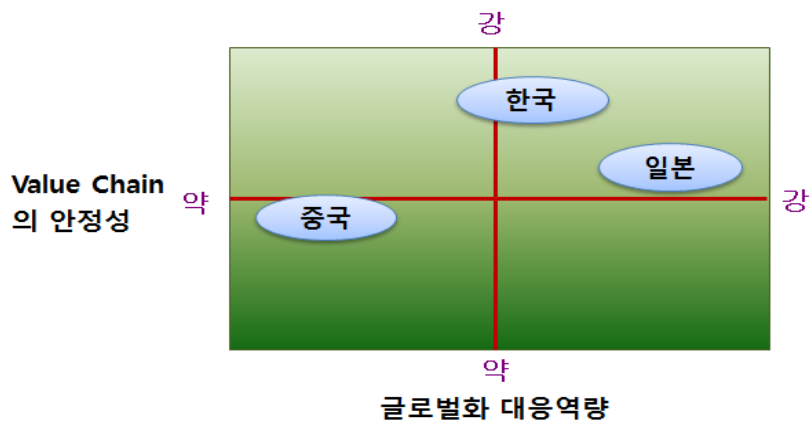 강
한국
일본
Value Chain
의 안정성
약
강
중국
약
글로벌화 대응역량